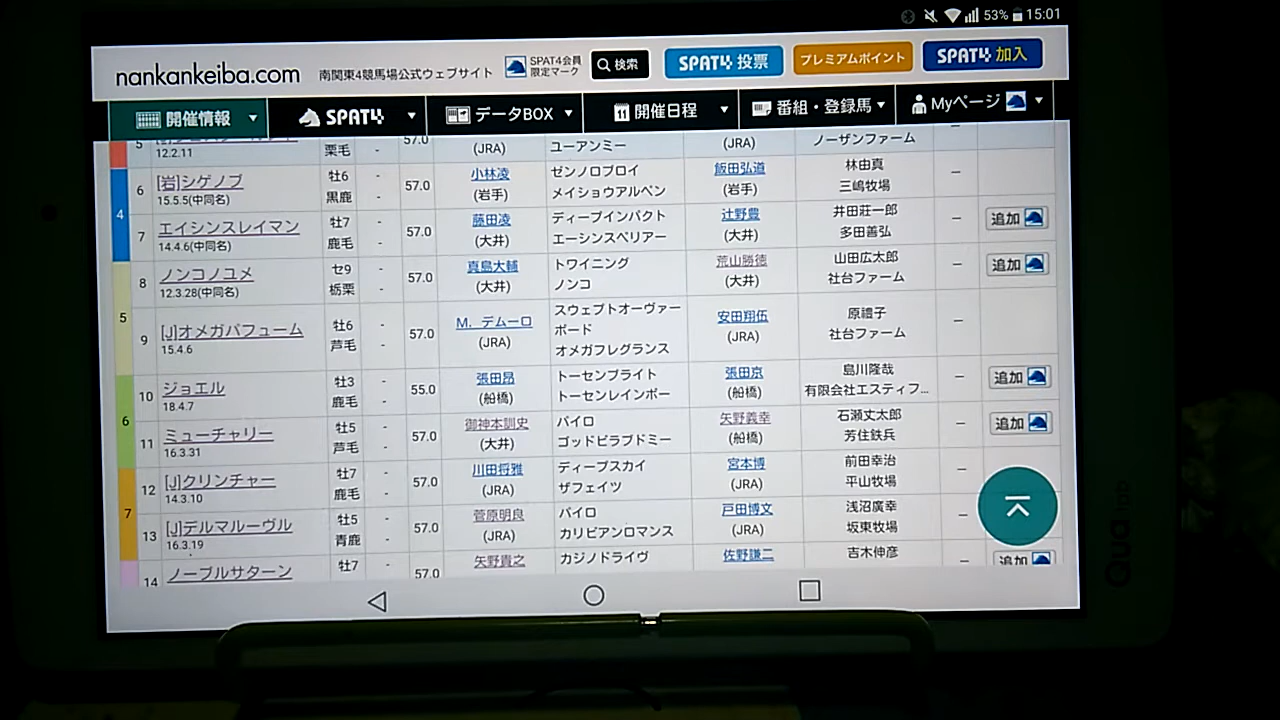 53% 15:01
nankankeiba.com 南関東4競馬場公式ウェブサイト SPAT4会員 限定マーク 検索 SPAT4投票 プレミアムポイント SPAT4加入
開催情報 SPAT4 データBOX 開催日程 番組・登録馬 Myページ
5 12.2.11 栗毛 - 57.0 (JRA) ユーアンミー (JRA) ノーザンファーム
4 6 [岩]シゲノブ 牡6 - 57.0 小林凌 ゼンノロブロイ 飯田弘道 林由真 -
15.5.5(中同名) 黒鹿 - (岩手) メイショウアルペン (岩手) 三嶋牧場
7 エイシンスレイマン 牡7 - 57.0 藤田凌 ディープインパクト 辻野豊 井田莊一郎 - 追加
14.4.6(中同名) 鹿毛 - (大井) エーシンスペリアー (大井) 多田善弘
5 8 ノンコノユメ セ9 - 57.0 真島大輔 トワイニング 荒山勝徳 山田広太郎 - 追加
12.3.28(中同名) 栃栗 - (大井) ノンコ (大井) 社台ファーム
9 [J]オメガパフューム 牡6 - 57.0 M.デムーロ スウェプトオーヴァーボード 安田翔伍 原禮子 -
15.4.6 芦毛 - (JRA) オメガフレグランス (JRA) 社台ファーム
6 10 ジョエル 牡3 - 55.0 張田昂 トーセンブライト 張田京 島川隆哉 - 追加
18.4.7 鹿毛 - (船橋) トーセンレインボー (船橋) 有限会社エスティフ...
11 ミューチャリー 牡5 - 57.0 御神本訓史 パイロ 矢野義幸 石瀬丈太郎 - 追加
16.3.31 芦毛 - (大井) ゴッドビラブドミー (船橋) 芳住鉄兵
7 12 [J]クリンチャー 牡7 - 57.0 川田将雅 ディープスカイ 宮本博 前田幸治 -
14.3.10 鹿毛 - (JRA) ザフェイツ (JRA) 平山牧場
13 [J]デルマルーヴル 牡5 - 57.0 菅原明良 パイロ 戸田博文 浅沼廣幸 -
16.3.19 青鹿 - (JRA) カリビアンロマンス (JRA) 坂東牧場
14 ノーブルサターン 牡7 - 57.0 矢野貴之 カジノドライヴ 佐野謙二 吉木伸彦 - 追加
Qua tab